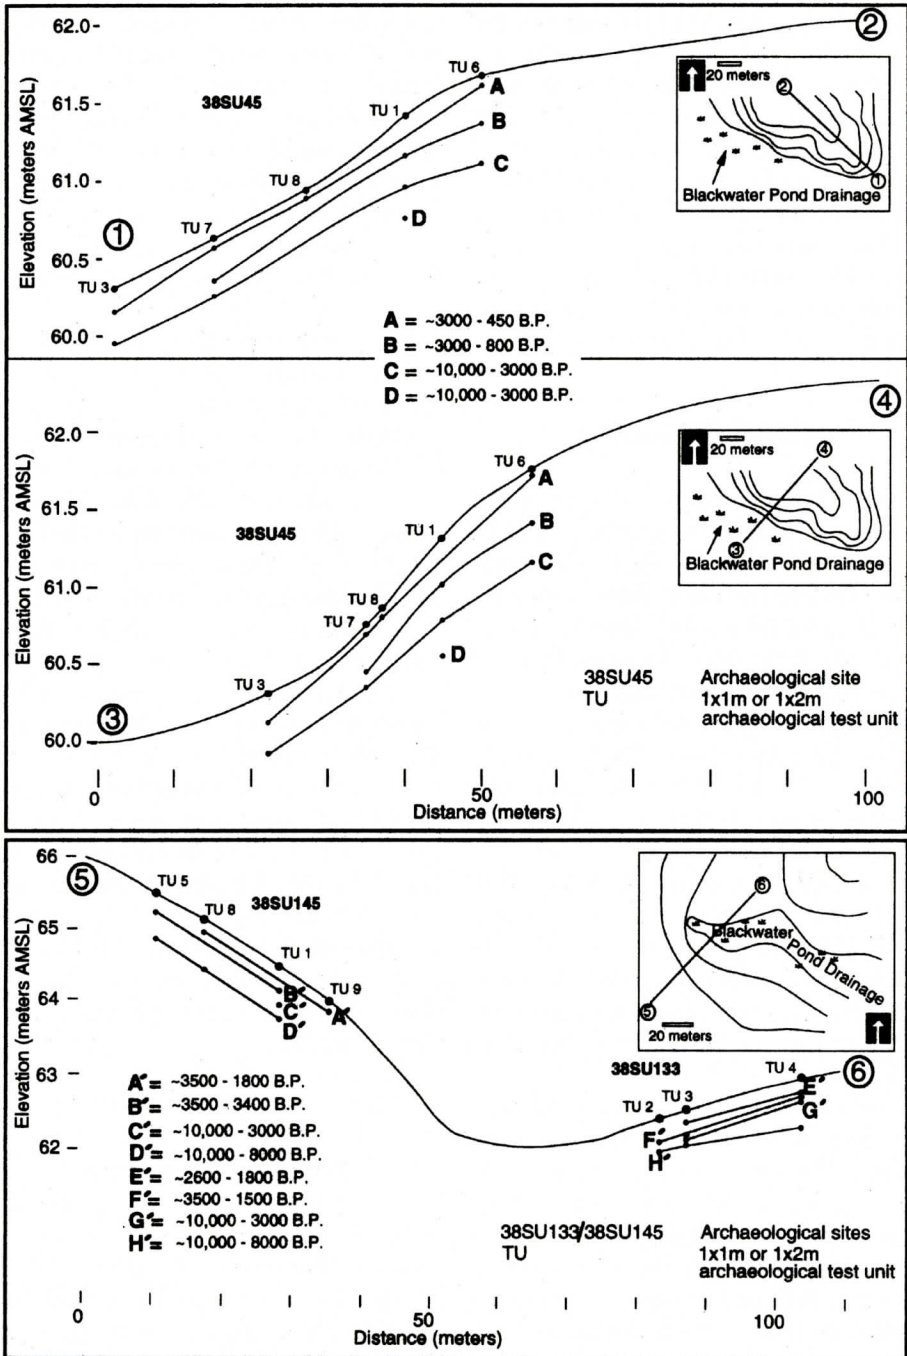 62.0
61.5
61.0
60.5
60.0
Elevation (meters AMSL)
38SU45
TU 3
TU 7
TU 8
TU 1
TU 6
A
B
C
D
1
2
20 meters
2
1
Blackwater Pond Drainage
A = ~3000 - 450 B.P.
B = ~3000 - 800 B.P.
C = ~10,000 - 3000 B.P.
D = ~10,000 - 3000 B.P.
62.0
61.5
61.0
60.5
60.0
Elevation (meters AMSL)
38SU45
TU 3
TU 7
TU 8
TU 1
TU 6
A
B
C
D
3
4
20 meters
4
3
Blackwater Pond Drainage
38SU45 Archaeological site
TU 1x1m or 1x2m
archaeological test unit
0 50 100
Distance (meters)
66
65
64
63
62
Elevation (meters AMSL)
5
TU 5
TU 8
38SU145
TU 1
TU 9
B´
C´
D´
A´
38SU133
TU 2
TU 3
TU 4
E´
G´
F´
H´
6
6
Blackwater
Pond Drainage
5
20 meters
A´= ~3500 - 1800 B.P.
B´= ~3500 - 3400 B.P.
C´= ~10,000 - 3000 B.P.
D´= ~10,000 - 8000 B.P.
E´= ~2600 - 1800 B.P.
F´= ~3500 - 1500 B.P.
G´= ~10,000 - 3000 B.P.
H´= ~10,000 - 8000 B.P.
38SU133/38SU145 Archaeological sites
TU 1x1m or 1x2m
archaeological test unit
0 50 100
Distance (meters)